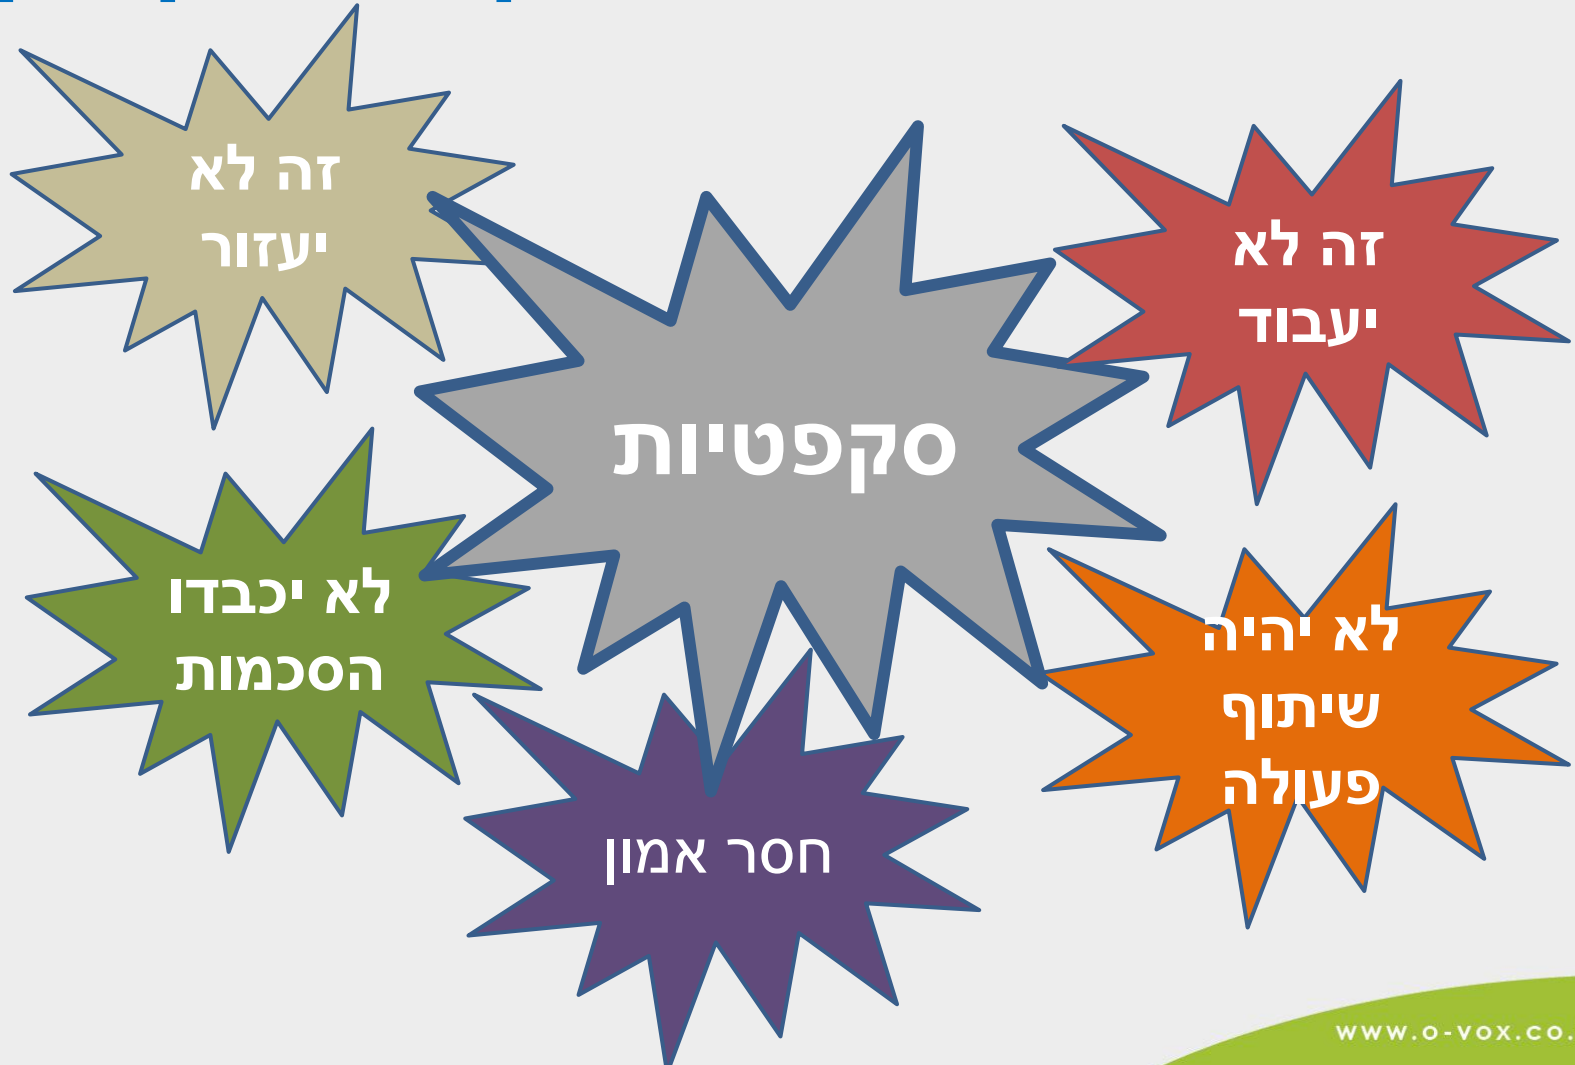 זה לא
יעבוד
זה לא
יעזור
סקפטיות
לא יהיה
שיתוף
פעולה
לא יכבדו
הסכמות
חסר אמון
WWW.O-VOX.CO.